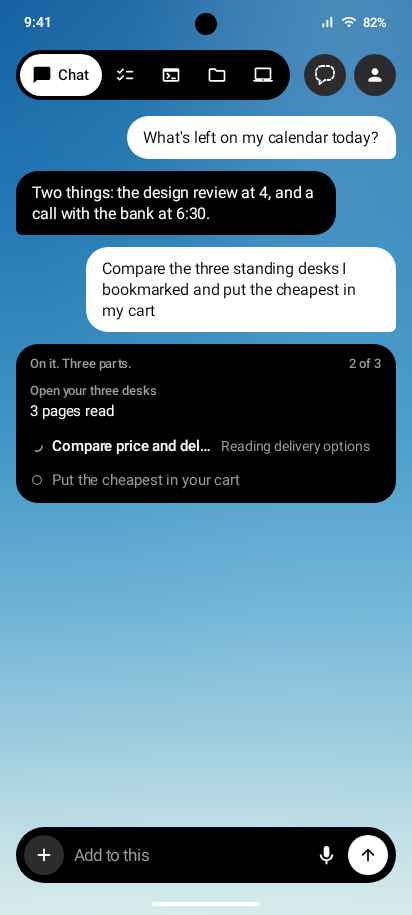 9:41
82%
Chat
What's left on my calendar today?
Two things: the design review at 4, and a
call with the bank at 6:30.
Compare the three standing desks I
bookmarked and put the cheapest in
my cart
On it. Three parts.
2 of 3
Open your three desks
3 pages read
Compare price and del...
Reading delivery options
Put the cheapest in your cart
Add to this